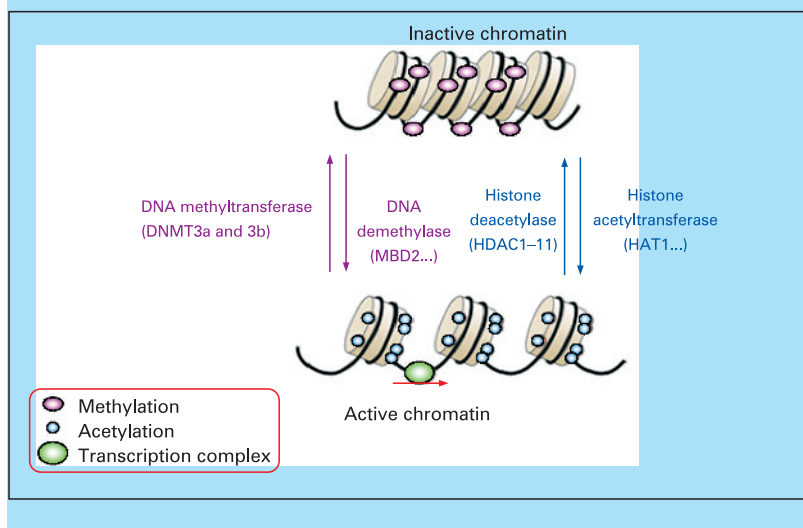 Inactive chromatin
DNA methyltransferase
(DNMT3a and 3b)
DNA
demethylase
(MBD2...)
Histone
deacetylase
(HDAC1–11)
Histone
acetyltransferase
(HAT1...)
Active chromatin
Methylation
Acetylation
Transcription complex